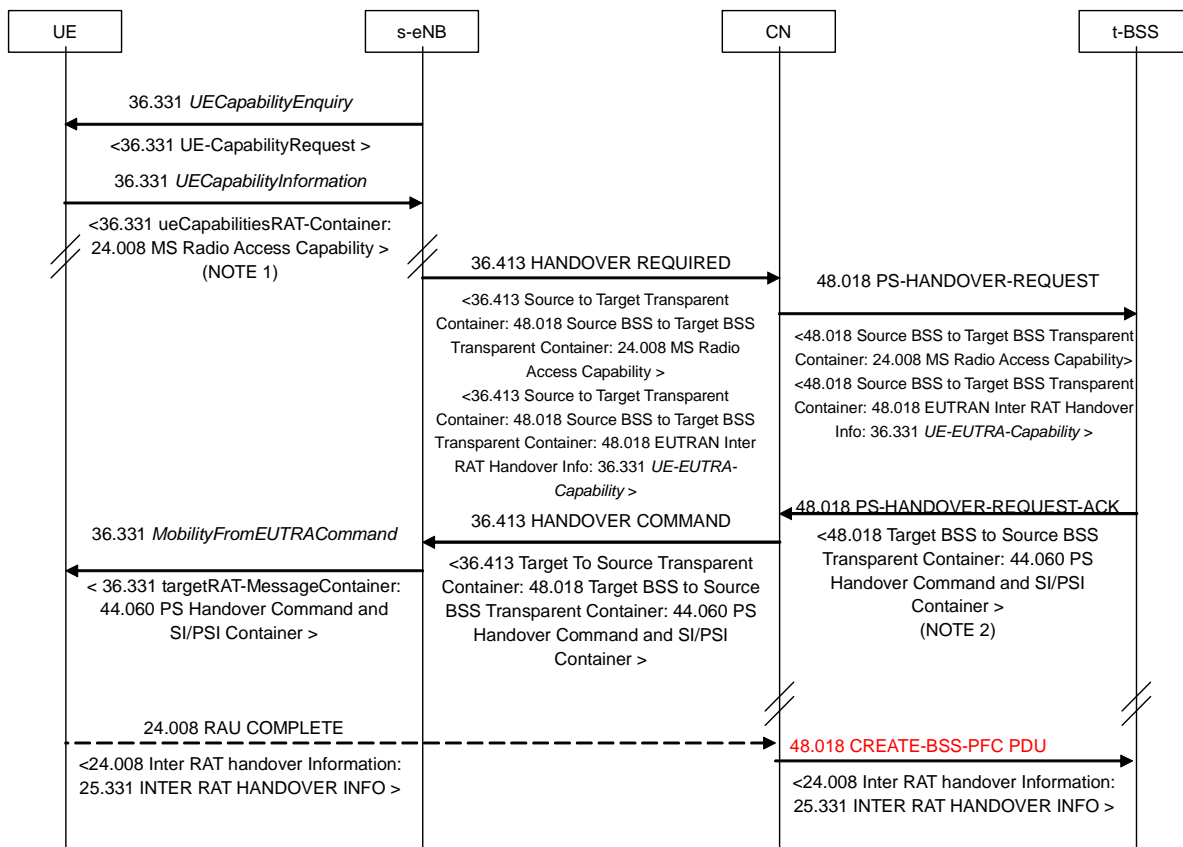 UE
s-eNB
CN
t-BSS
36.331 UECapabilityEnquiry
<36.331 UE-CapabilityRequest >
36.331 UECapabilityInformation
<36.331 ueCapabilitiesRAT-Container:
24.008 MS Radio Access Capability >
(NOTE 1)
36.413 HANDOVER REQUIRED
<36.413 Source to Target Transparent
Container: 48.018 Source BSS to Target BSS
Transparent Container: 24.008 MS Radio
Access Capability >
<36.413 Source to Target Transparent
Container: 48.018 Source BSS to Target BSS
Transparent Container: 48.018 EUTRAN Inter
RAT Handover Info: 36.331 UE-EUTRA-
Capability >
48.018 PS-HANDOVER-REQUEST
<48.018 Source BSS to Target BSS Transparent
Container: 24.008 MS Radio Access Capability>
<48.018 Source BSS to Target BSS Transparent
Container: 48.018 EUTRAN Inter RAT Handover
Info: 36.331 UE-EUTRA-Capability >
48.018 PS-HANDOVER-REQUEST-ACK
<48.018 Target BSS to Source BSS
Transparent Container: 44.060 PS
Handover Command and SI/PSI
Container >
(NOTE 2)
36.413 HANDOVER COMMAND
<36.413 Target To Source Transparent
Container: 48.018 Target BSS to Source
BSS Transparent Container: 44.060 PS
Handover Command and SI/PSI
Container >
36.331 MobilityFromEUTRACommand
< 36.331 targetRAT-MessageContainer:
44.060 PS Handover Command and
SI/PSI Container >
24.008 RAU COMPLETE
<24.008 Inter RAT handover Information:
25.331 INTER RAT HANDOVER INFO >
48.018 CREATE-BSS-PFC PDU
<24.008 Inter RAT handover Information:
25.331 INTER RAT HANDOVER INFO >